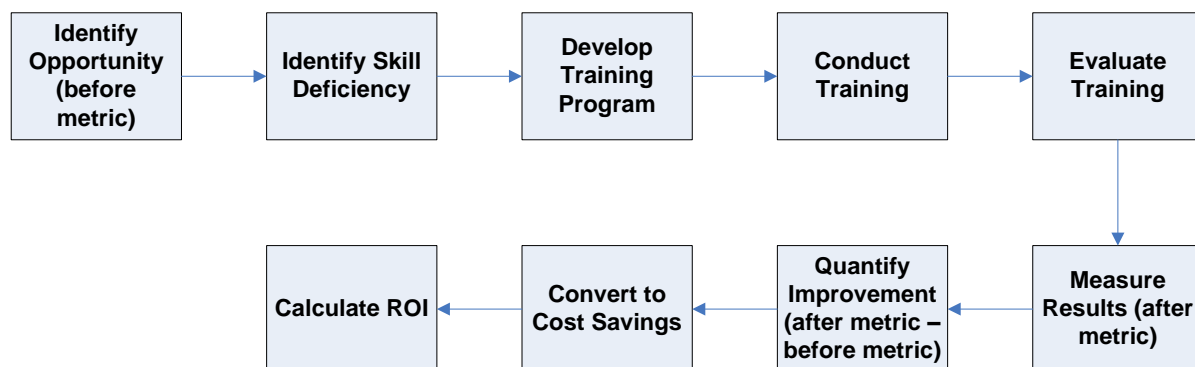 Identify
Opportunity
(before
metric)
Identify Skill
Deficiency
Develop
Training
Program
Conduct
Training
Evaluate
Training
Calculate ROI
Convert to
Cost Savings
Quantify
Improvement
(after metric –
before metric)
Measure
Results (after
metric)